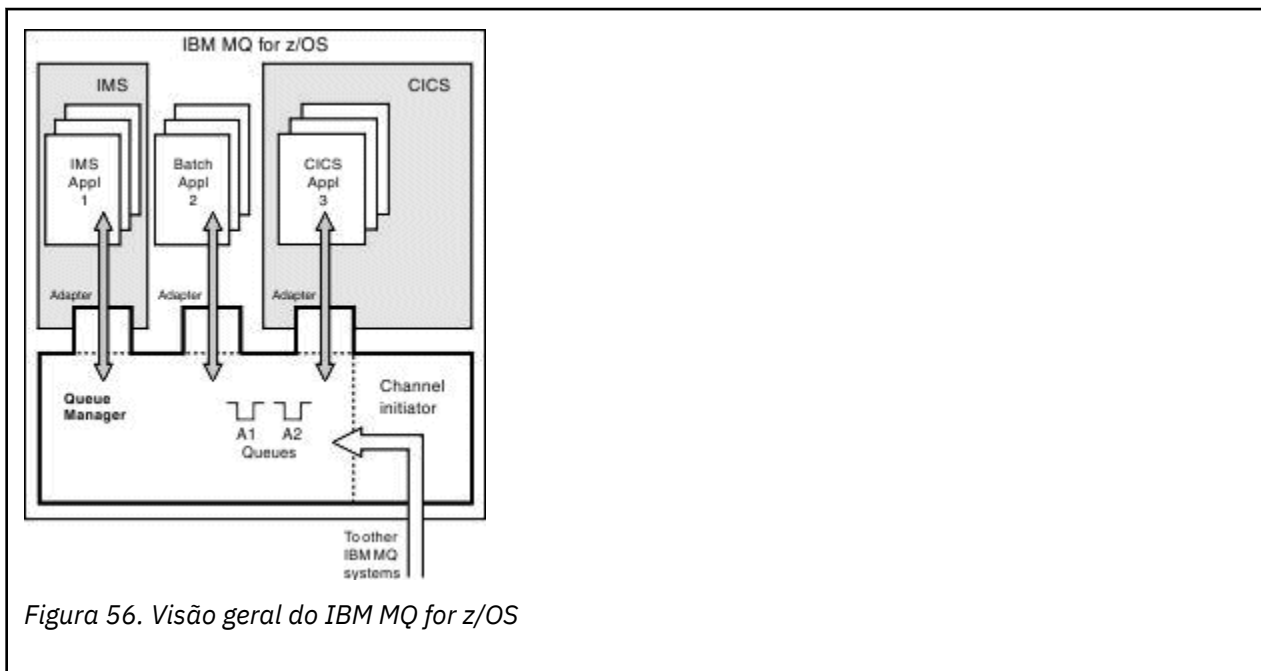 IBM MQ for z/OS
IMS
CICS
IMS
Appl
1
Batch
Appl
2
CICS
Appl
3
Adapter
Adapter
Adapter
Queue
Manager
A1 A2
Queues
Channel
initiator
To other
IBM MQ
systems
Figura 56. Visão geral do IBM MQ for z/OS